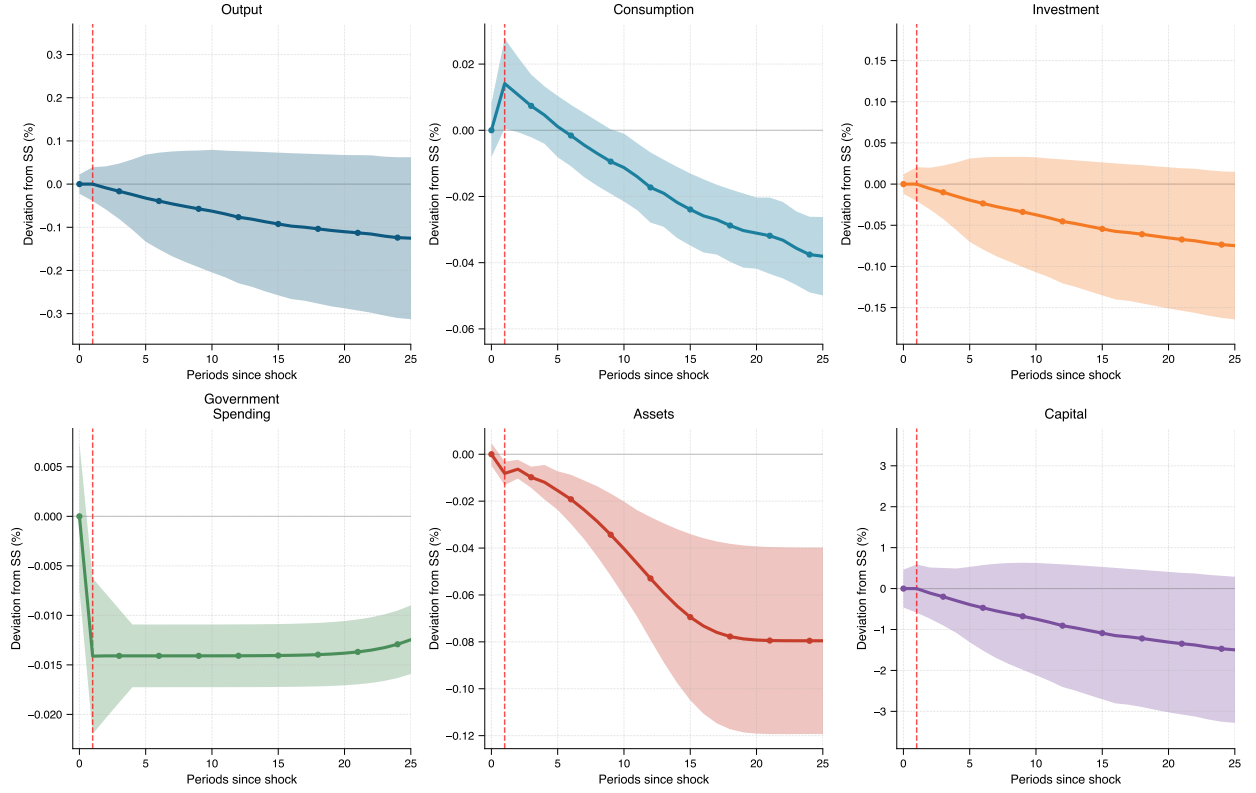 Output
Deviation from SS (%)
0.3
0.2
0.1
0.0
−0.1
−0.2
−0.3
0 5 10 15 20 25
Periods since shock
Consumption
Deviation from SS (%)
0.02
0.00
−0.02
−0.04
−0.06
0 5 10 15 20 25
Periods since shock
Investment
Deviation from SS (%)
0.15
0.10
0.05
0.00
−0.05
−0.10
−0.15
0 5 10 15 20 25
Periods since shock
Government
Spending
Deviation from SS (%)
0.005
0.000
−0.005
−0.010
−0.015
−0.020
0 5 10 15 20 25
Periods since shock
Assets
Deviation from SS (%)
0.00
−0.02
−0.04
−0.06
−0.08
−0.10
−0.12
0 5 10 15 20 25
Periods since shock
Capital
Deviation from SS (%)
3
2
1
0
−1
−2
−3
0 5 10 15 20 25
Periods since shock